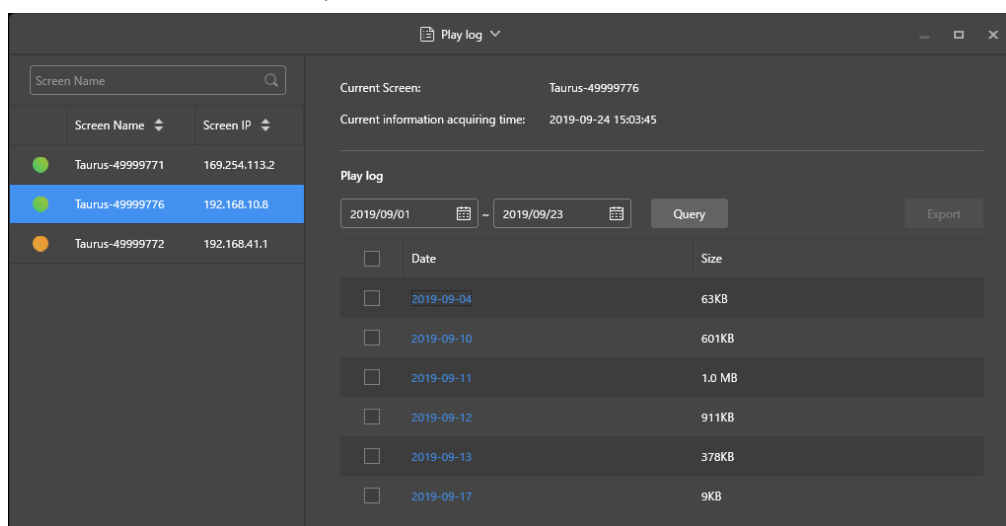 Play log
Screen Name
Screen Name Screen IP
Taurus-49999771 169.254.113.2
Taurus-49999776 192.168.10.8
Taurus-49999772 192.168.41.1
Current Screen: Taurus-49999776
Current information acquiring time: 2019-09-24 15:03:45
Play log
2019/09/01 ~ 2019/09/23 Query Export
Date Size
2019-09-04 63KB
2019-09-10 601KB
2019-09-11 1.0 MB
2019-09-12 911KB
2019-09-13 378KB
2019-09-17 9KB